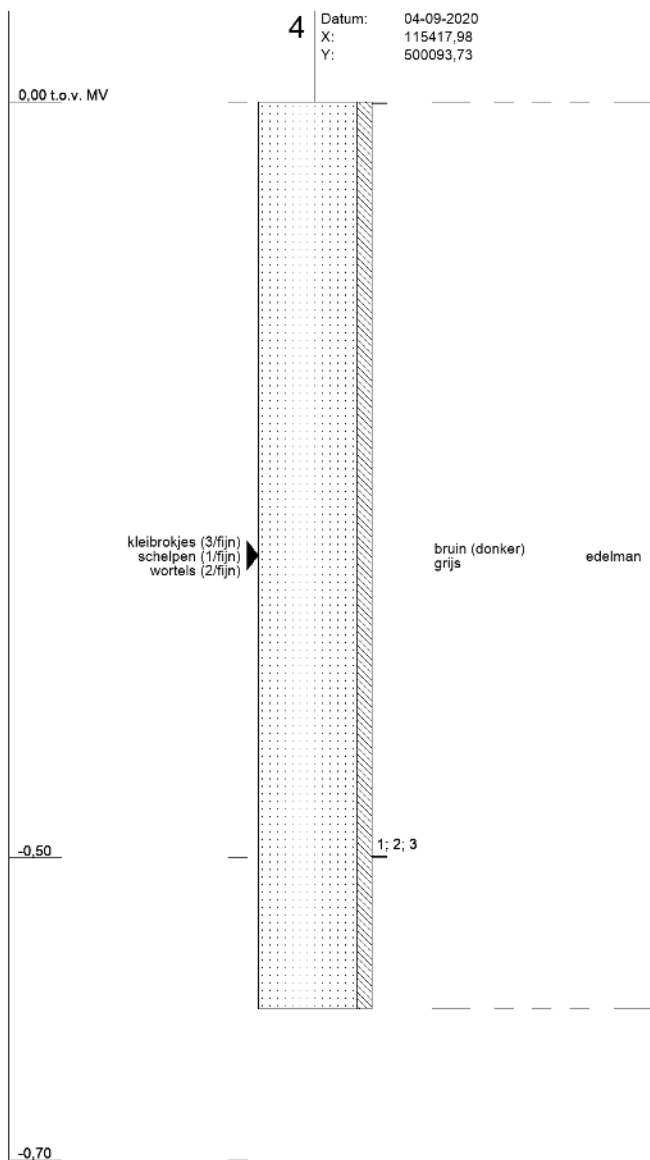 4
Datum: 04-09-2020
X: 115417,98
Y: 500093,73
0,00 t.o.v. MV
kleibrokjes (3/fijn)
schelpen (1/fijn)
wortels (2/fijn)
bruin (donker)
grijs
edelman
1; 2; 3
-0,50
-0,70